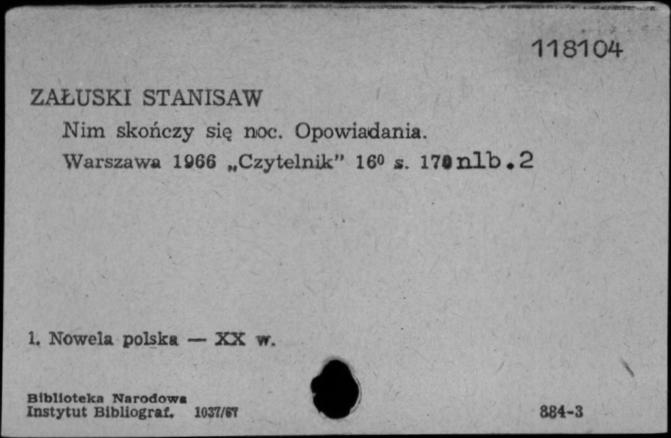 118104
ZAŁUSKI STANISAW
Nim skończy się noc. Opowiadania.
Warszawa 1966 „Czytelnik” 16⁰ s. nlb.2
1. Nowela polska — XX w.
Biblioteka Narodowa
Instytut Bibliograf. 1037/67
884-3